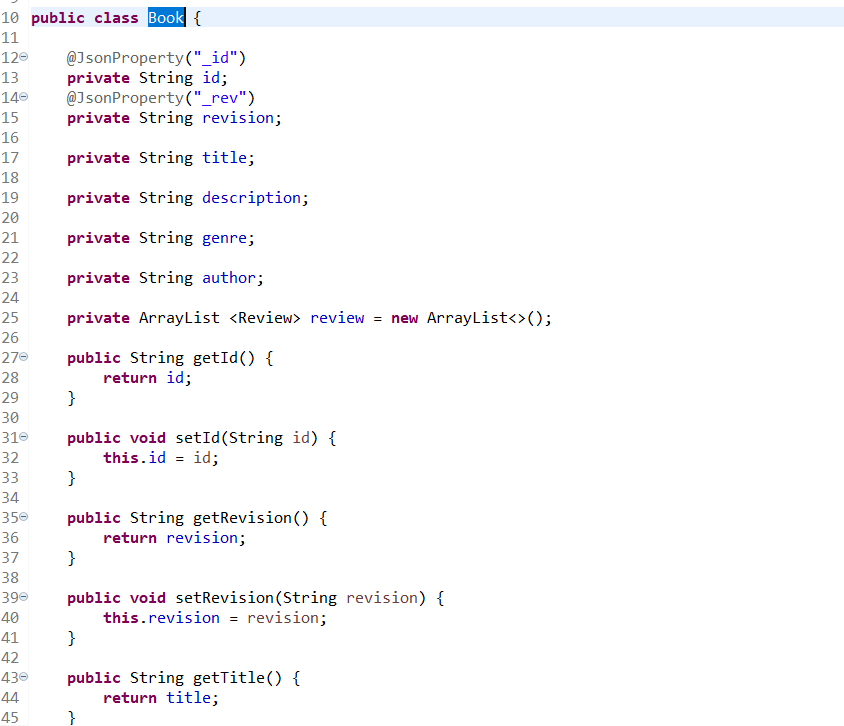 10 public class Book {
11
12 @JsonProperty("_id")
13 private String id;
14 @JsonProperty("_rev")
15 private String revision;
16
17 private String title;
18
19 private String description;
20
21 private String genre;
22
23 private String author;
24
25 private ArrayList <Review> review = new ArrayList<>();
26
27 public String getId() {
28 return id;
29 }
30
31 public void setId(String id) {
32 this.id = id;
33 }
34
35 public String getRevision() {
36 return revision;
37 }
38
39 public void setRevision(String revision) {
40 this.revision = revision;
41 }
42
43 public String getTitle() {
44 return title;
45 }